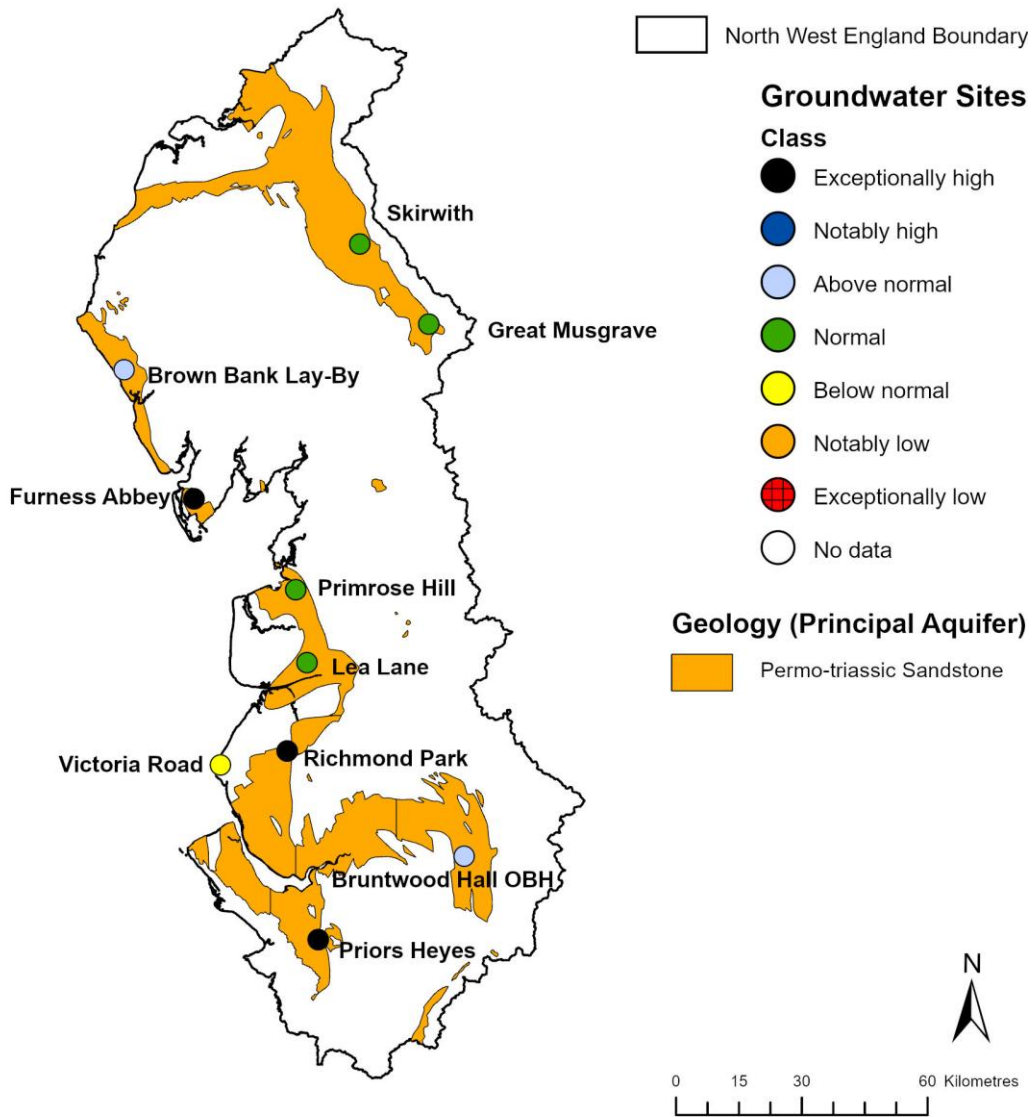 North West England Boundary
Groundwater Sites
Class
Exceptionally high
Notably high
Above normal
Normal
Below normal
Notably low
Exceptionally low
No data
Geology (Principal Aquifer)
Permo-triassic Sandstone
Skirwith
Great Musgrave
Brown Bank Lay-By
Furness Abbey
Primrose Hill
Lea Lane
Victoria Road
Richmond Park
Bruntwood Hall OBH
Priors Heyes
N
0 15 30 60 Kilometres